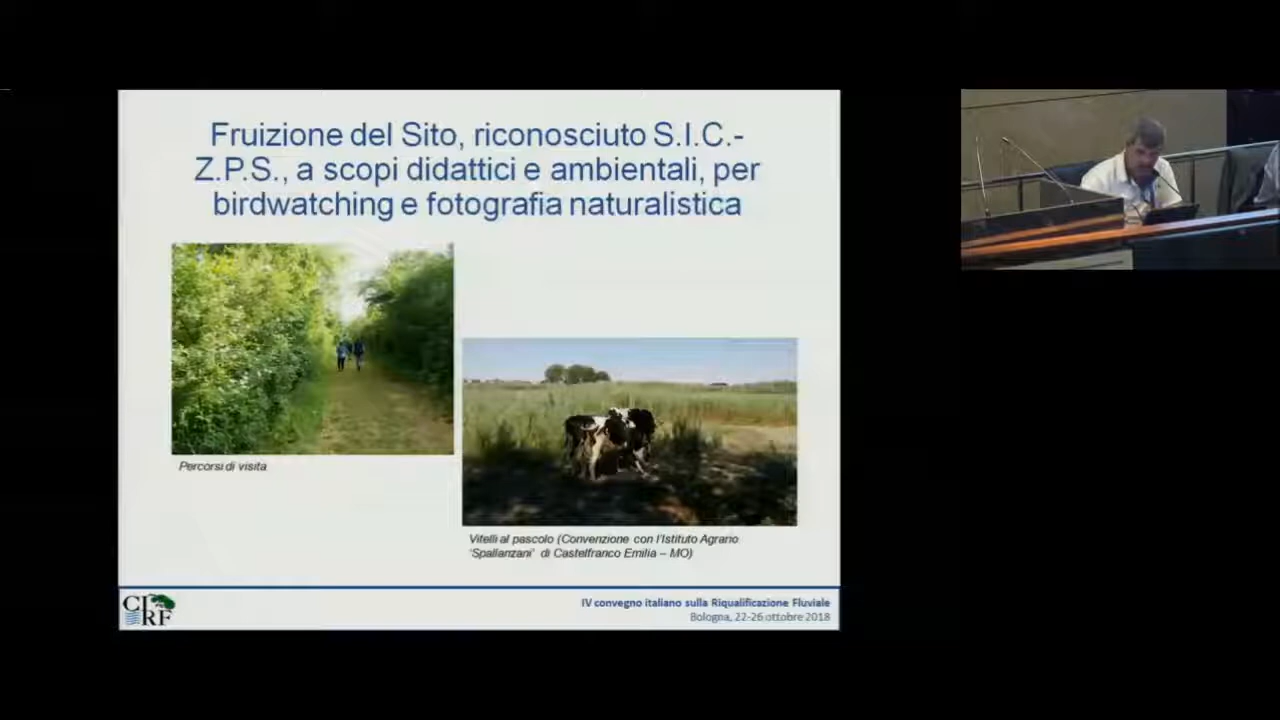 Fruizione del Sito, riconosciuto S.I.C.-
Z.P.S., a scopi didattici e ambientali, per
birdwatching e fotografia naturalistica
Percorsi di visita
Vitelli al pascolo (Convenzione con l'Istituto Agrario
'Spallanzani' di Castelfranco Emilia – MO)
CIRF
IV convegno italiano sulla Riqualificazione Fluviale
Bologna, 22-26 ottobre 2018